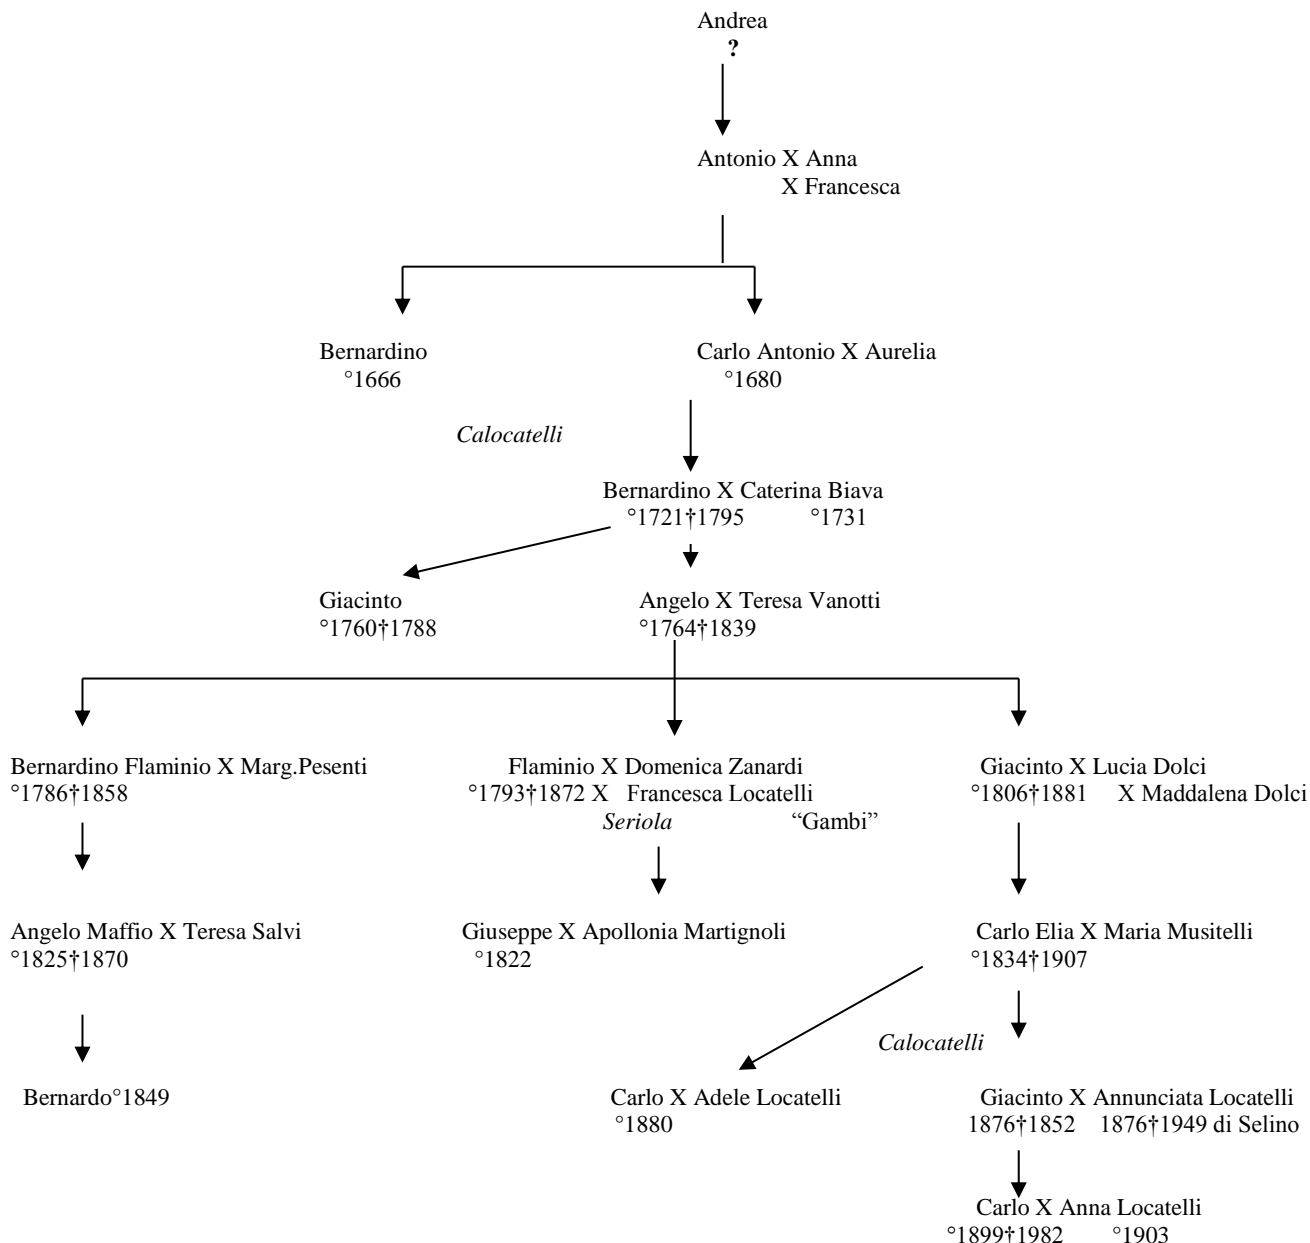 Andrea
?
Antonio X Anna
X Francesca
Bernardino Carlo Antonio X Aurelia
°1666 °1680
Calocatelli
Bernardino X Caterina Biava
°1721†1795 °1731
Giacinto Angelo X Teresa Vanotti
°1760†1788 °1764†1839
Bernardino Flaminio X Marg.Pesenti Flaminio X Domenica Zanardi Giacinto X Lucia Dolci
°1786†1858 °1793†1872 X Francesca Locatelli °1806†1881 X Maddalena Dolci
Seriola “Gambi”
Angelo Maffio X Teresa Salvi Giuseppe X Apollonia Martignoli Carlo Elia X Maria Musitelli
°1825†1870 °1822 °1834†1907
Calocatelli
Bernardo°1849 Carlo X Adele Locatelli Giacinto X Annunciata Locatelli
°1880 1876†1852 1876†1949 di Selino
Carlo X Anna Locatelli
°1899†1982 °1903